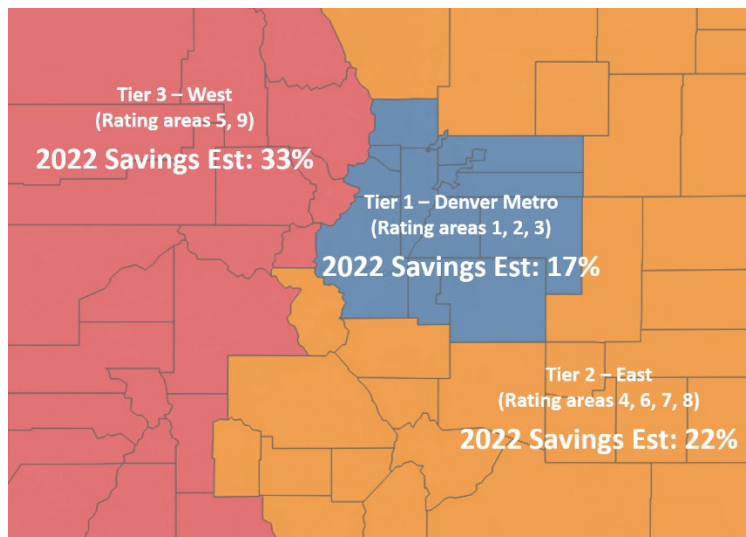 Tier 3 – West
(Rating areas 5, 9)
2022 Savings Est: 33%
Tier 1 – Denver Metro
(Rating areas 1, 2, 3)
2022 Savings Est: 17%
Tier 2 – East
(Rating areas 4, 6, 7, 8)
2022 Savings Est: 22%